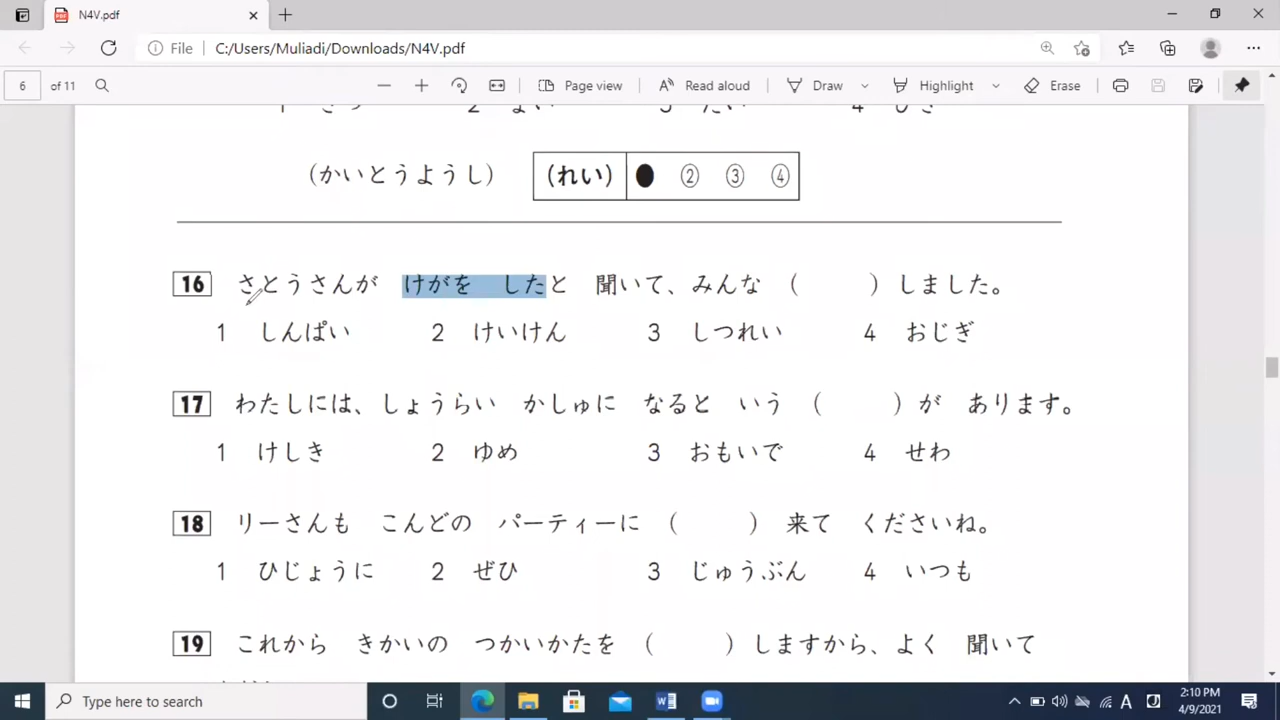 N4V.pdf
File C:/Users/Muliadi/Downloads/N4V.pdf
6 of 11 Page view Read aloud Draw Highlight Erase
(かいとうようし) (れい) ② ③ ④
16 さとうさんが けがを したと 聞いて、みんな ( ) しました。
1 しんぱい 2 けいけん 3 しつれい 4 おじぎ
17 わたしには、しょうらい かしゅに なると いう ( ) が あります。
1 けしき 2 ゆめ 3 おもいで 4 せわ
18 リーさんも こんどの パーティーに ( ) 来て くださいね。
1 ひじょうに 2 ぜひ 3 じゅうぶん 4 いつも
19 これから きかいの つかいかたを ( ) しますから、よく 聞いて
Type here to search
A
2:10 PM
4/9/2021